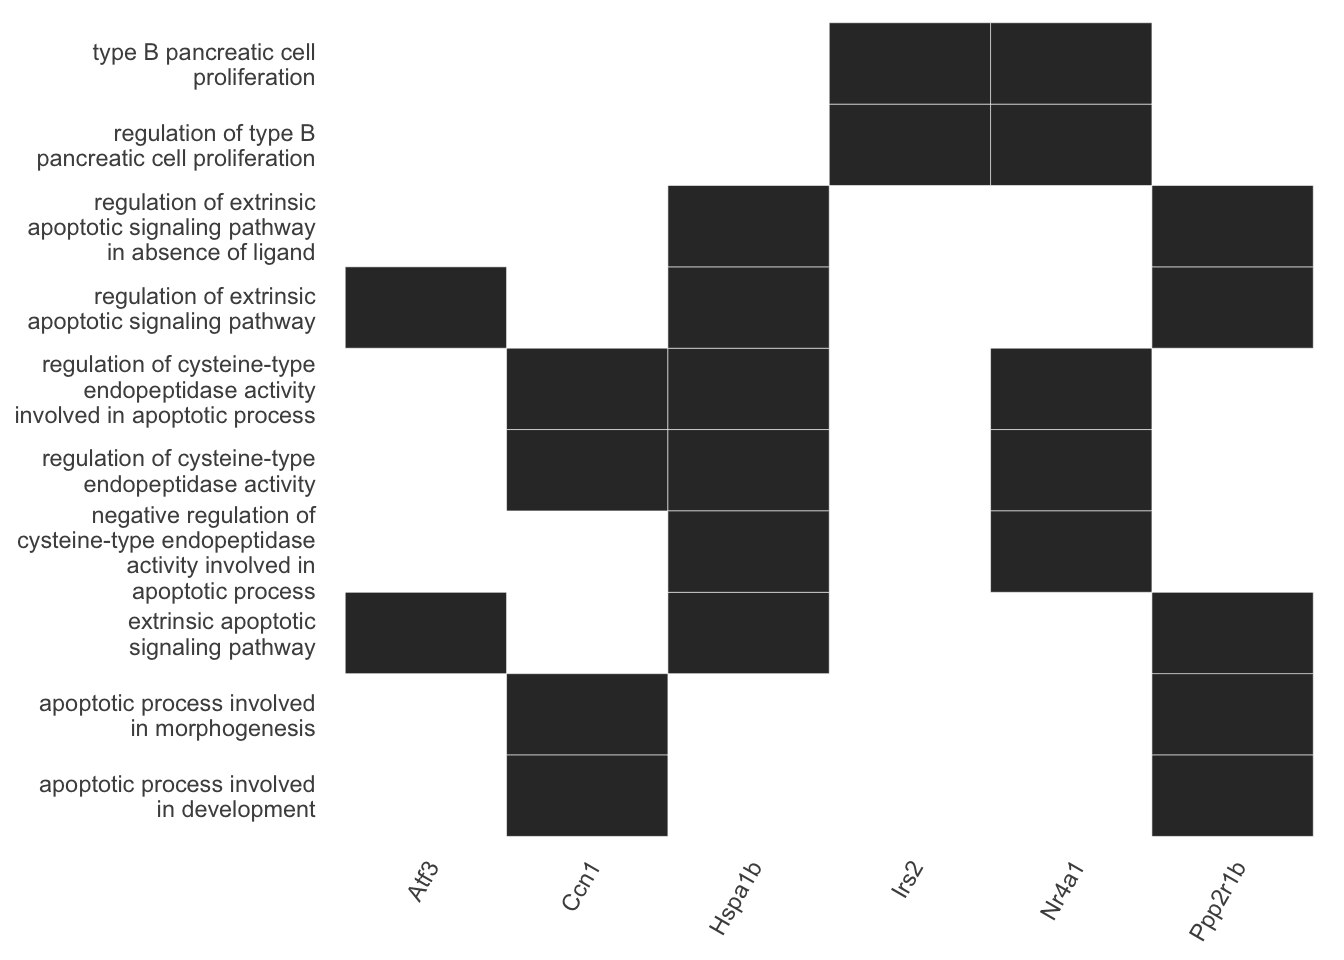 type B pancreatic cell
proliferation
regulation of type B
pancreatic cell proliferation
regulation of extrinsic
apoptotic signaling pathway
in absence of ligand
regulation of extrinsic
apoptotic signaling pathway
regulation of cysteine-type
endopeptidase activity
involved in apoptotic process
regulation of cysteine-type
endopeptidase activity
negative regulation of
cysteine-type endopeptidase
activity involved in
apoptotic process
extrinsic apoptotic
signaling pathway
apoptotic process involved
in morphogenesis
apoptotic process involved
in development
Atf3
Ccn1
Hspa1b
Irs2
Nr4a1
Ppp2r1b